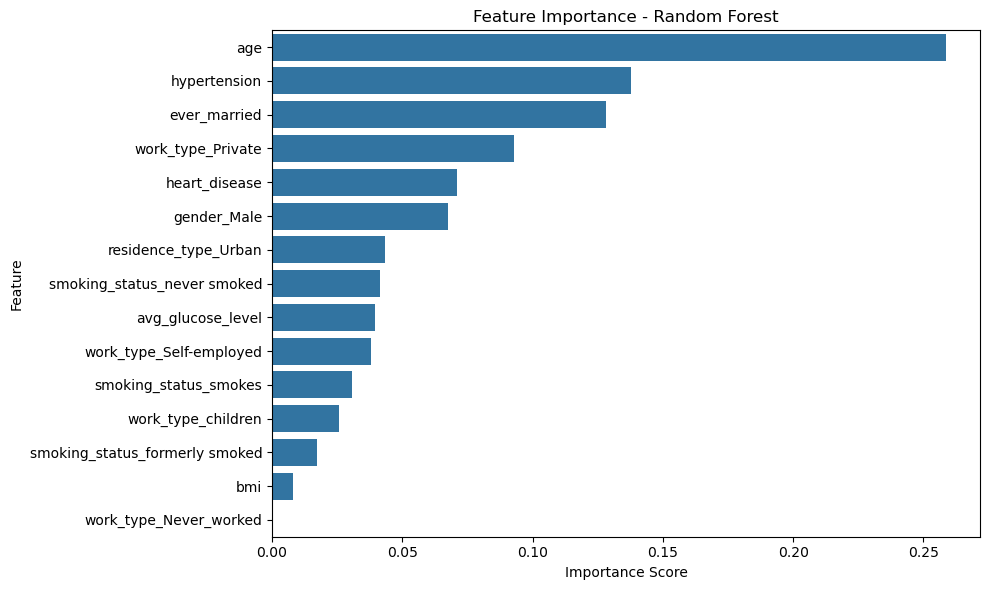 Feature Importance - Random Forest
age
hypertension
ever_married
work_type_Private
heart_disease
gender_Male
residence_type_Urban
smoking_status_never smoked
avg_glucose_level
work_type_Self-employed
smoking_status_smokes
work_type_children
smoking_status_formerly smoked
bmi
work_type_Never_worked
Feature
0.00 0.05 0.10 0.15 0.20 0.25
Importance Score